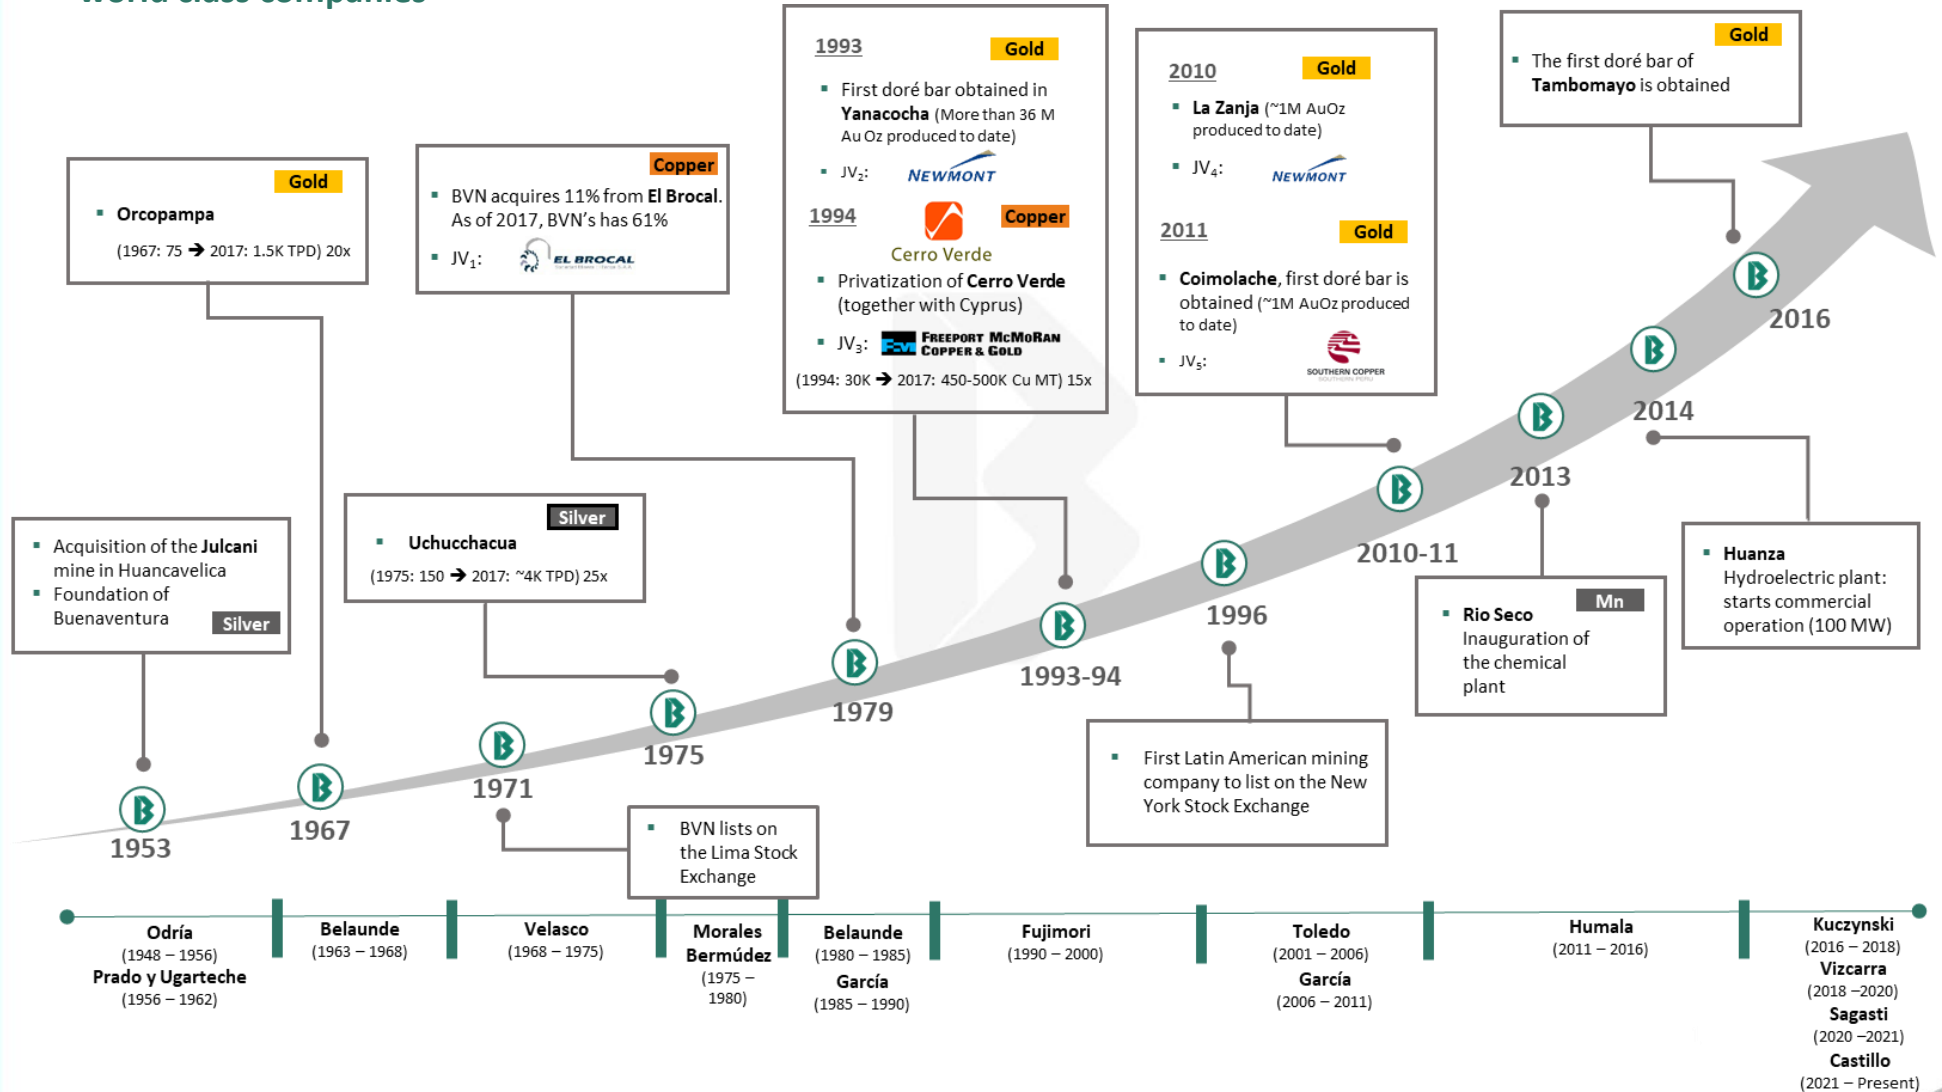 world class companies
Gold
Orcopampa
(1967: 75 ➔ 2017: 1.5K TPD) 20x
Copper
BVN acquires 11% from El Brocal.
As of 2017, BVN's has 61%
JV1:
EL BROCAL
1993
Gold
First doré bar obtained in
Yanacocha (More than 36 M
Au Oz produced to date)
JV2:
NEWMONT
1994
Copper
Cerro Verde
Privatization of Cerro Verde
(together with Cyprus)
JV3:
FREEPORT MCMORAN
COPPER & GOLD
(1994: 30K ➔ 2017: 450-500K Cu MT) 15x
2010
Gold
La Zanja (~1M AuOz
produced to date)
JV4:
NEWMONT
2011
Gold
Coimolache, first doré bar is
obtained (~1M AuOz produced
to date)
JV5:
SOUTHERN COPPER
SOUTHERN PERU
Gold
The first doré bar of
Tambomayo is obtained
Acquisition of the Julcani
mine in Huancavelica
Foundation of
Buenaventura
Silver
Silver
Uchucchacua
(1975: 150 ➔ 2017: ~4K TPD) 25x
Mn
Rio Seco
Inauguration of
the chemical
plant
Huanza
Hydroelectric plant:
starts commercial
operation (100 MW)
First Latin American mining
company to list on the New
York Stock Exchange
BVN lists on
the Lima Stock
Exchange
1953
1967
1971
1975
1979
1993-94
1996
2010-11
2013
2014
2016
Odría
(1948 – 1956)
Prado y Ugarteche
(1956 – 1962)
Belaunde
(1963 – 1968)
Velasco
(1968 – 1975)
Morales
Bermúdez
(1975 –
1980)
Belaunde
(1980 – 1985)
García
(1985 – 1990)
Fujimori
(1990 – 2000)
Toledo
(2001 – 2006)
García
(2006 – 2011)
Humala
(2011 – 2016)
Kuczynski
(2016 – 2018)
Vizcarra
(2018 –2020)
Sagasti
(2020 –2021)
Castillo
(2021 – Present)